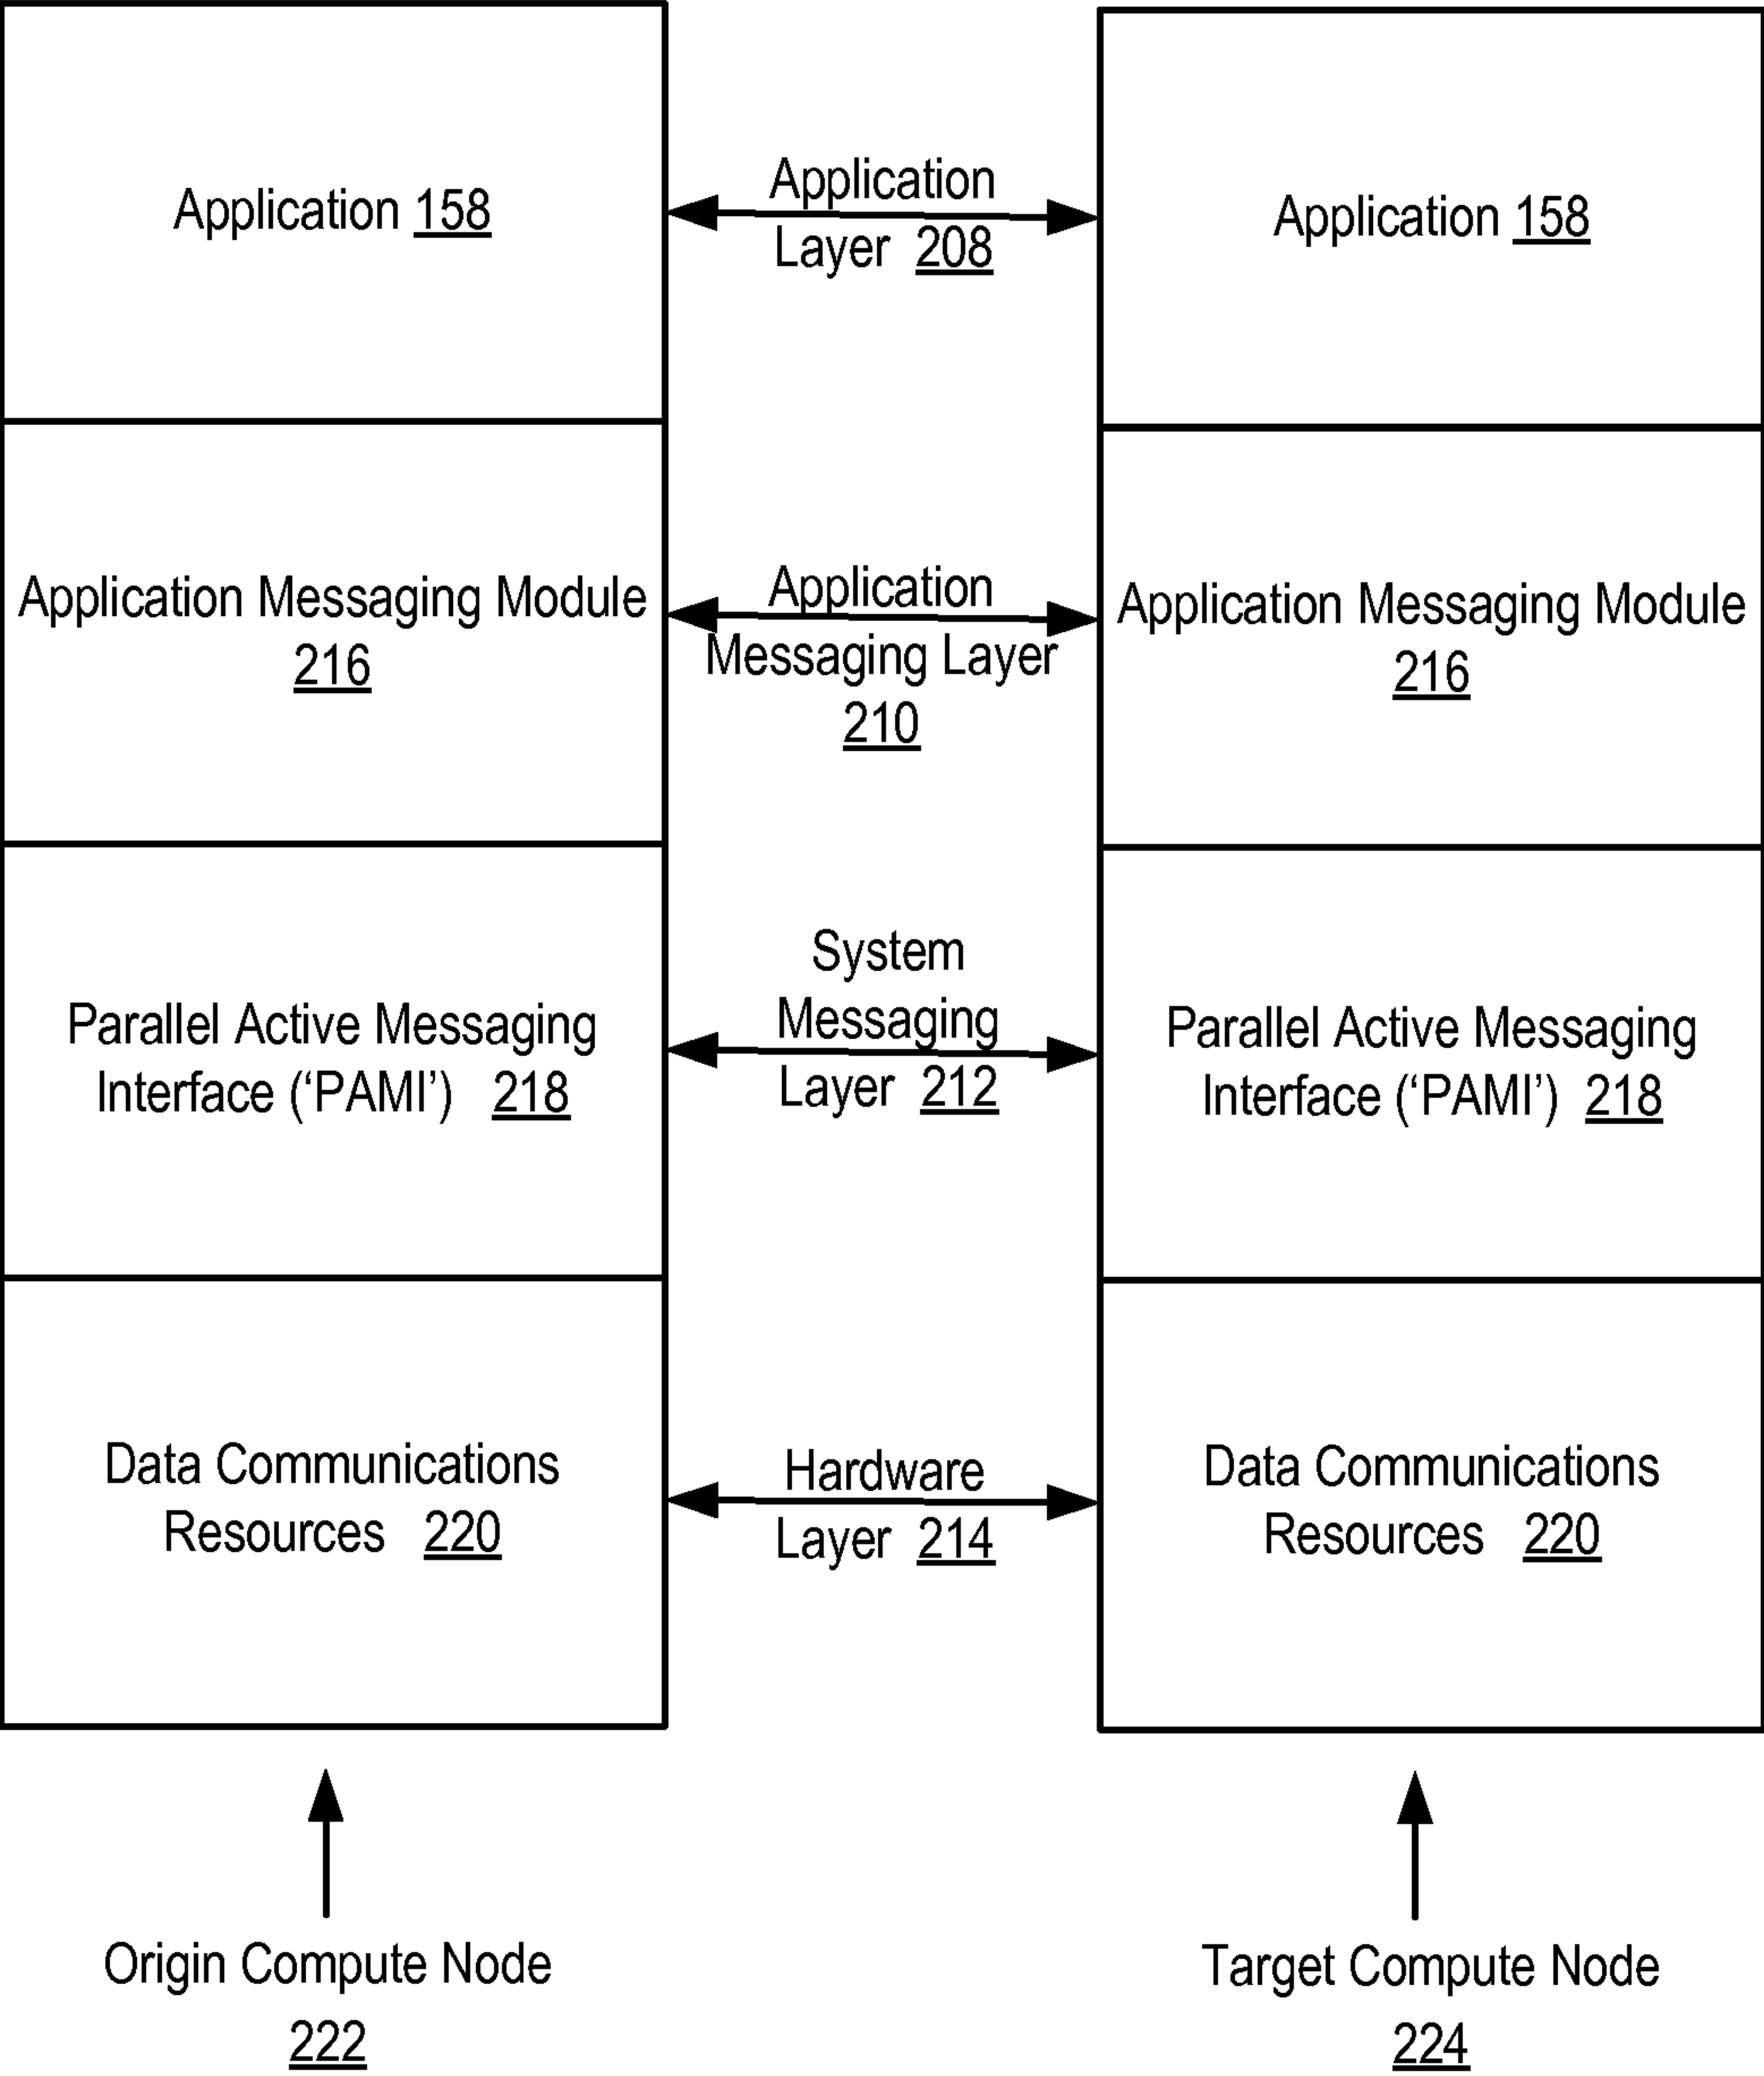 Application 158
Application
Layer 208
Application 158
Application Messaging Module
216
Application
Messaging Layer
210
Application Messaging Module
216
Parallel Active Messaging
Interface (‘PAMI’) 218
System
Messaging
Layer 212
Parallel Active Messaging
Interface (‘PAMI’) 218
Data Communications
Resources 220
Hardware
Layer 214
Data Communications
Resources 220
Origin Compute Node
222
Target Compute Node
224